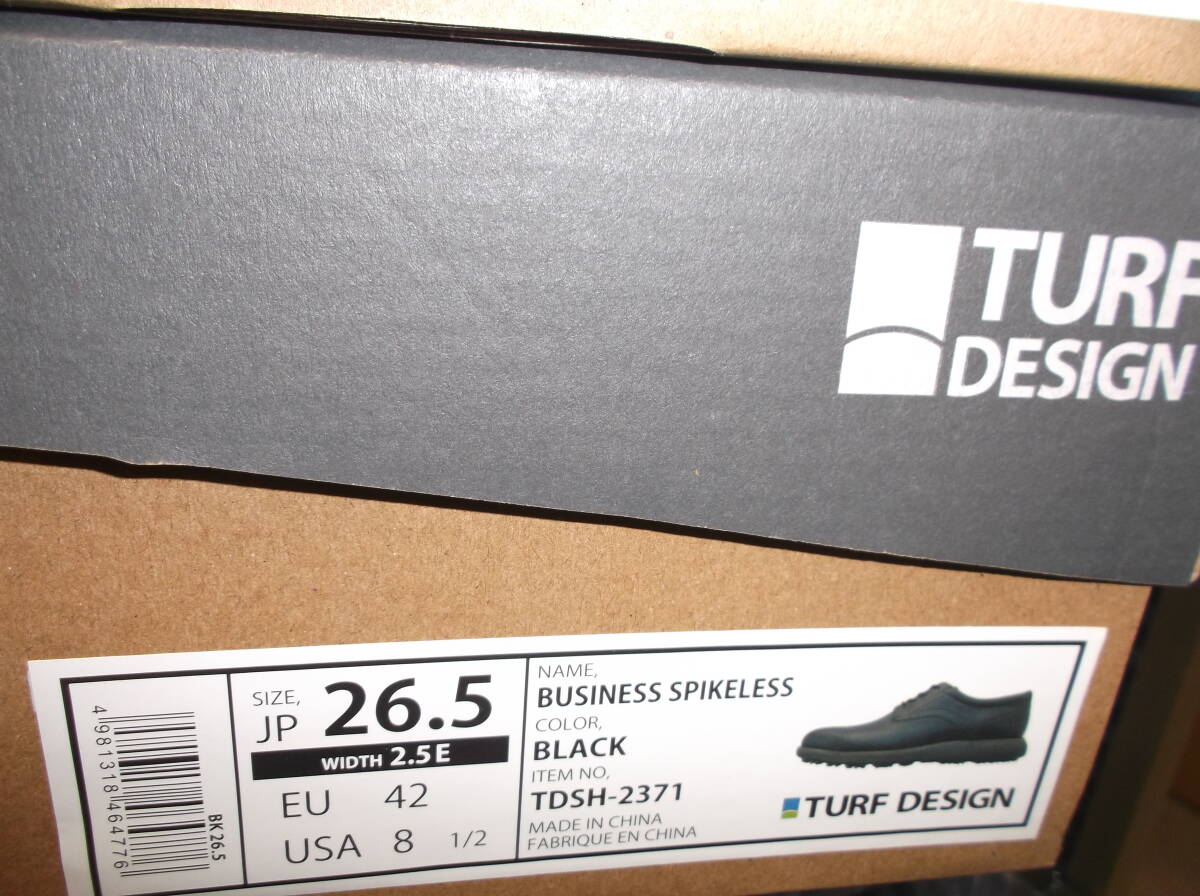 TURF
DESIGN
4981318464776
BK26.5
SIZE,
JP 26.5
WIDTH 2.5E
EU 42
USA 8 1/2
NAME,
BUSINESS SPIKELESS
COLOR,
BLACK
ITEM NO,
TDSH-2371
MADE IN CHINA
FABRIQUE EN CHINA
TURF DESIGN